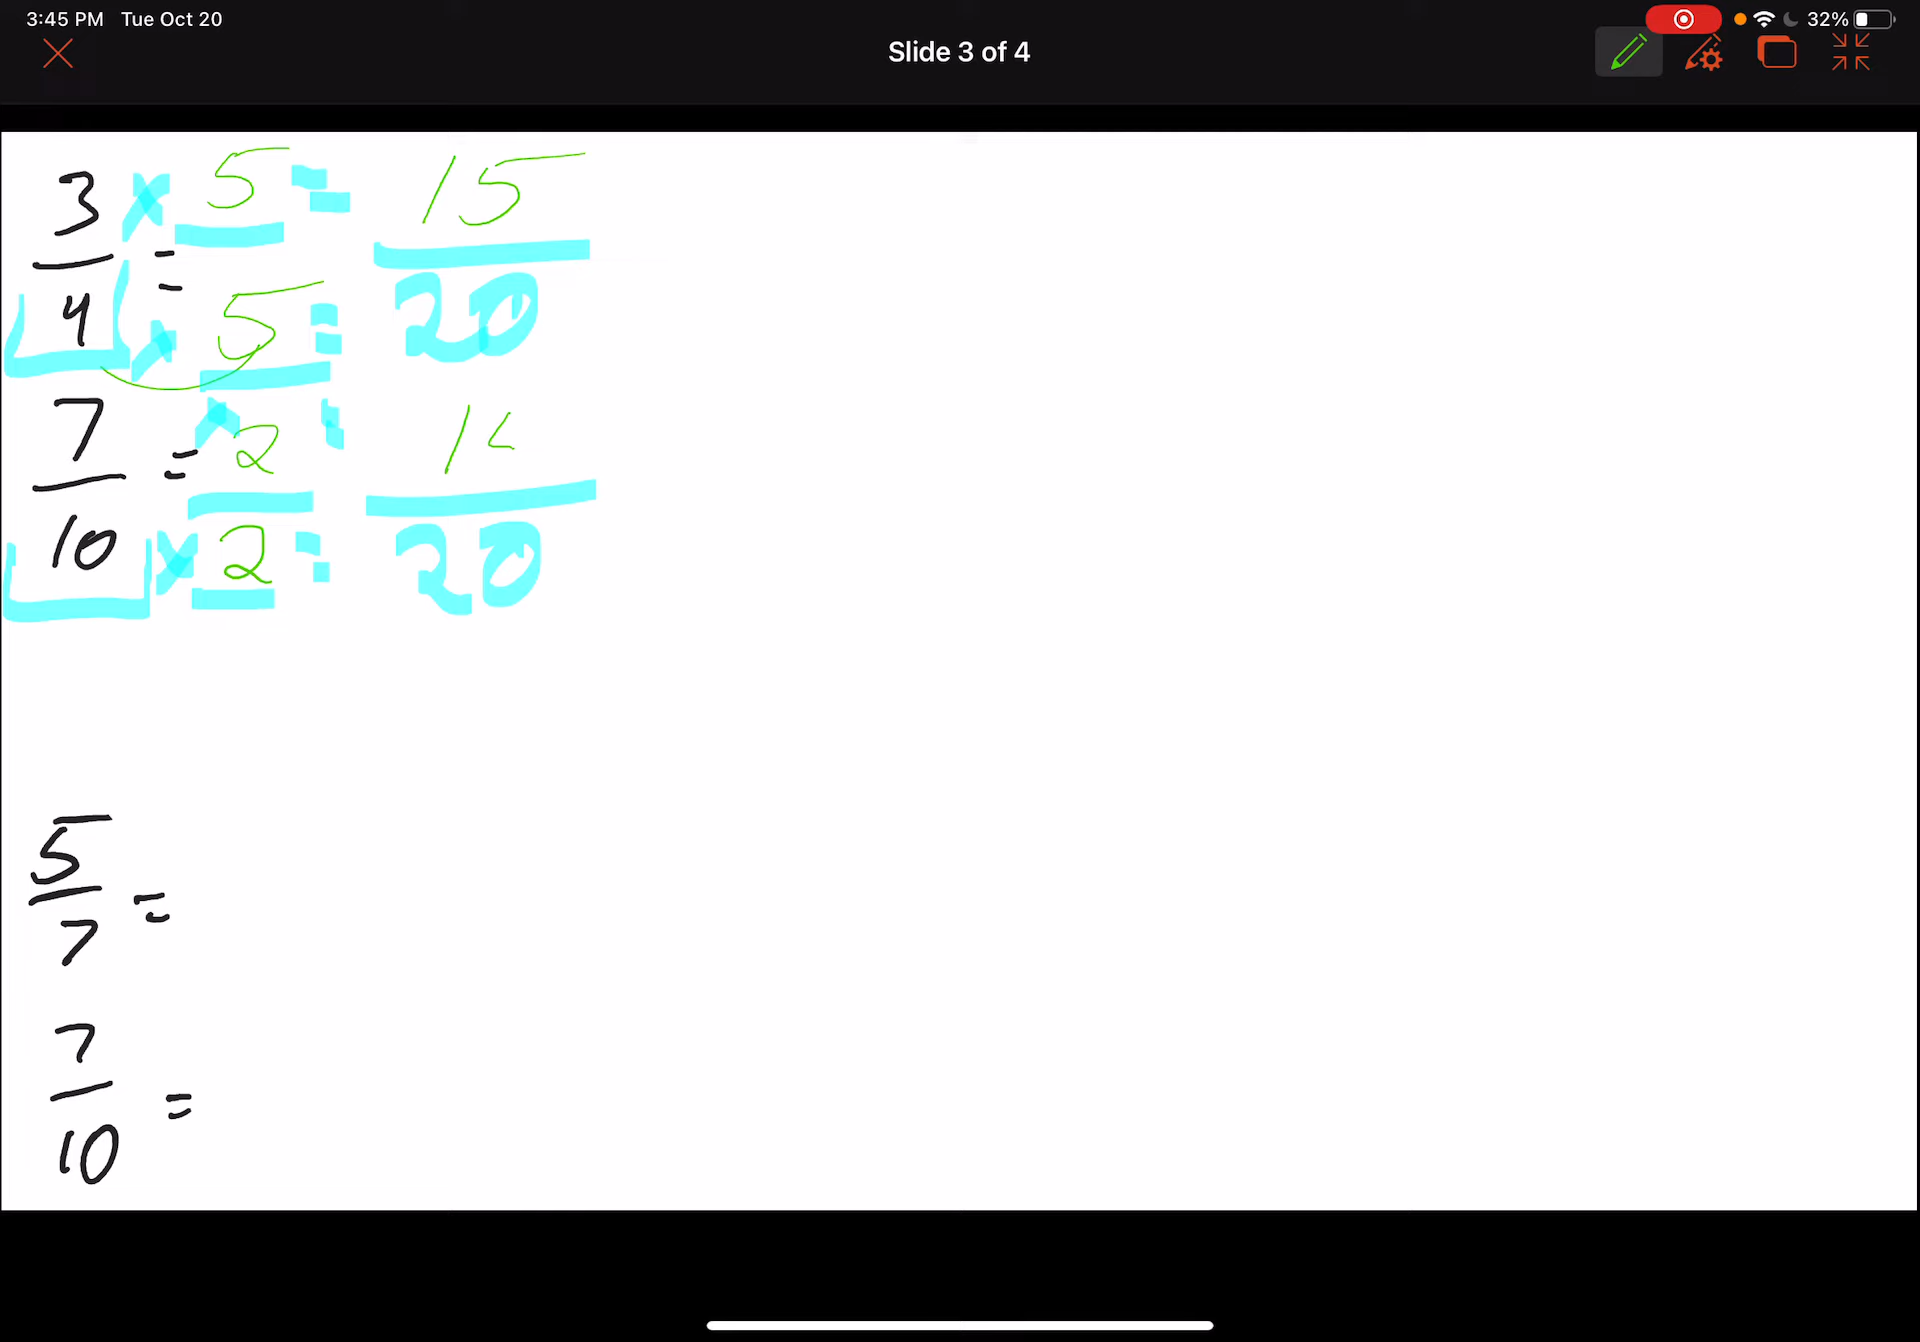 3:45 PM Tue Oct 20
32%
Slide 3 of 4
3 × 5 = 15
— = — —
4 × 5 = 20
7 × 2 = 14
— = — —
10 × 2 = 20
5
— =
7
7
— =
10